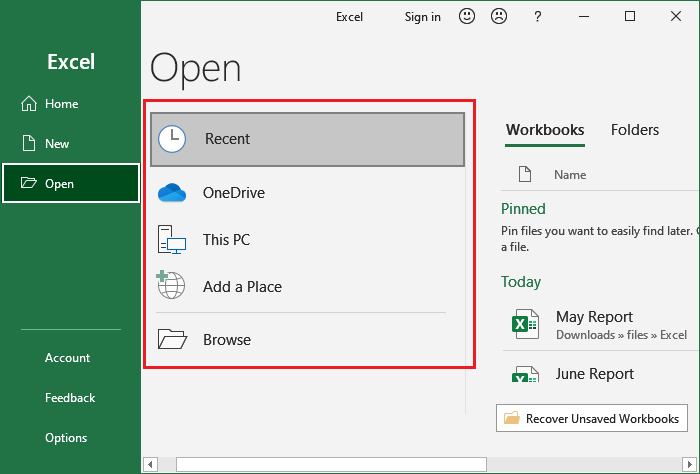 Excel
Sign in
?
Excel
Home
New
Open
Account
Feedback
Options
Open
Recent
OneDrive
This PC
Add a Place
Browse
Workbooks
Folders
Name
Pinned
Pin files you want to easily find later.
a file.
Today
May Report
Downloads » files » Excel
June Report
Recover Unsaved Workbooks